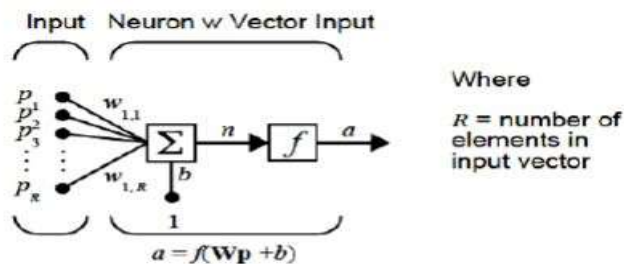 Input Neuron w Vector Input
p
p1
p2
p3
w1,1
n
a
Σ
f
b
pR
w1,R
1
a = f(Wp +b)
Where
R = number of
elements in
input vector